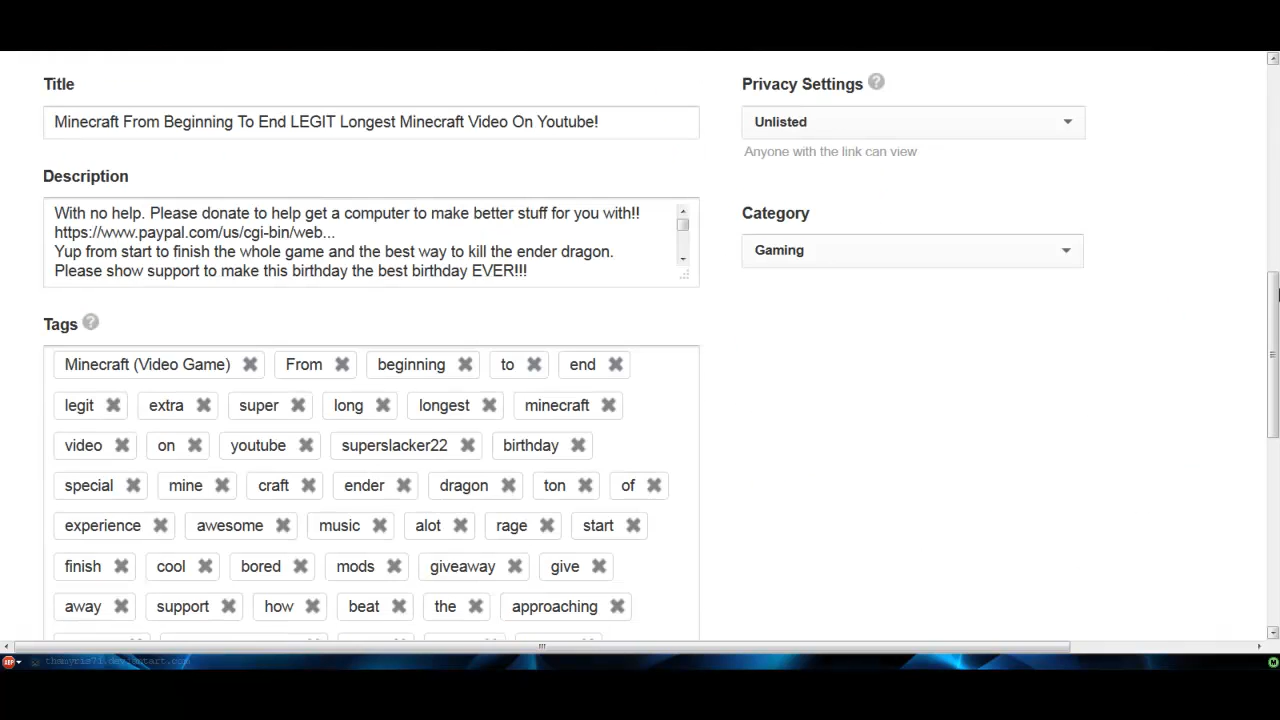 Title
Minecraft From Beginning To End LEGIT Longest Minecraft Video On Youtube!
Description
With no help. Please donate to help get a computer to make better stuff for you with!!
https://www.paypal.com/us/cgi-bin/web...
Yup from start to finish the whole game and the best way to kill the ender dragon.
Please show support to make this birthday the best birthday EVER!!!
Privacy Settings ?
Unlisted
Anyone with the link can view
Category
Gaming
Tags ?
Minecraft (Video Game) From beginning to end
legit extra super long longest minecraft
video on youtube superslacker22 birthday
special mine craft ender dragon ton of
experience awesome music alot rage start
finish cool bored mods giveaway give
away support how beat the approaching
ABP